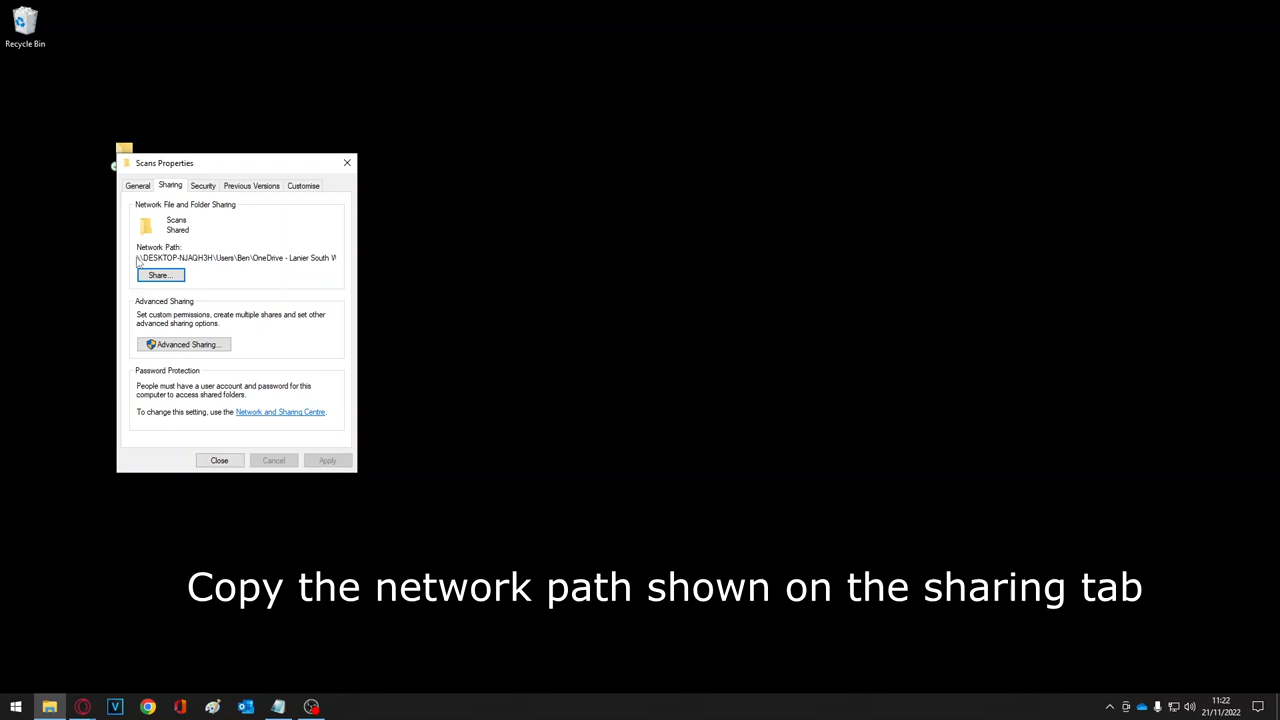 Recycle Bin
Scans Properties
General Sharing Security Previous Versions Customise
Network File and Folder Sharing
Scans
Shared
Network Path:
\\DESKTOP-NJAQH3H\Users\Ben\OneDrive - Lanier South W
Share...
Advanced Sharing
Set custom permissions, create multiple shares and set other
advanced sharing options.
Advanced Sharing...
Password Protection
People must have a user account and password for this
computer to access shared folders.
To change this setting, use the Network and Sharing Centre.
Close Cancel Apply
Copy the network path shown on the sharing tab
11:22
21/11/2022